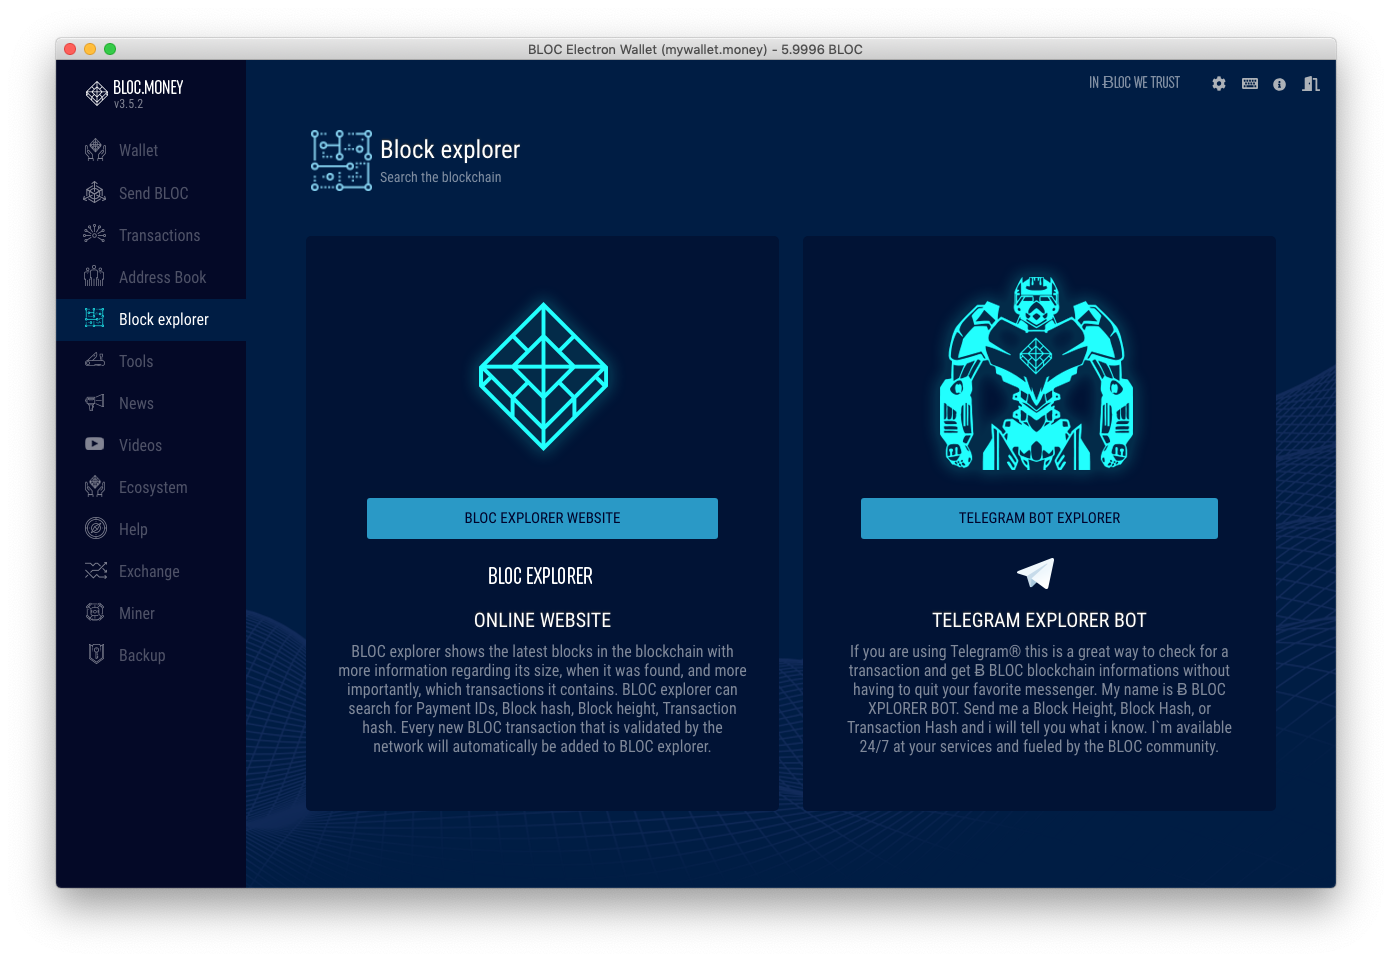 BLOC Electron Wallet (mywallet.money) - 5.9996 BLOC
BLOC.MONEY
v3.5.2
IN ɃLOC WE TRUST
Wallet
Send BLOC
Transactions
Address Book
Block explorer
Tools
News
Videos
Ecosystem
Help
Exchange
Miner
Backup
Block explorer
Search the blockchain
BLOC EXPLORER WEBSITE
BLOC EXPLORER
ONLINE WEBSITE
BLOC explorer shows the latest blocks in the blockchain with
more information regarding its size, when it was found, and more
importantly, which transactions it contains. BLOC explorer can
search for Payment IDs, Block hash, Block height, Transaction
hash. Every new BLOC transaction that is validated by the
network will automatically be added to BLOC explorer.
TELEGRAM BOT EXPLORER
TELEGRAM EXPLORER BOT
If you are using Telegram® this is a great way to check for a
transaction and get Ƀ BLOC blockchain informations without
having to quit your favorite messenger. My name is Ƀ BLOC
XPLORER BOT. Send me a Block Height, Block Hash, or
Transaction Hash and i will tell you what i know. I`m available
24/7 at your services and fueled by the BLOC community.